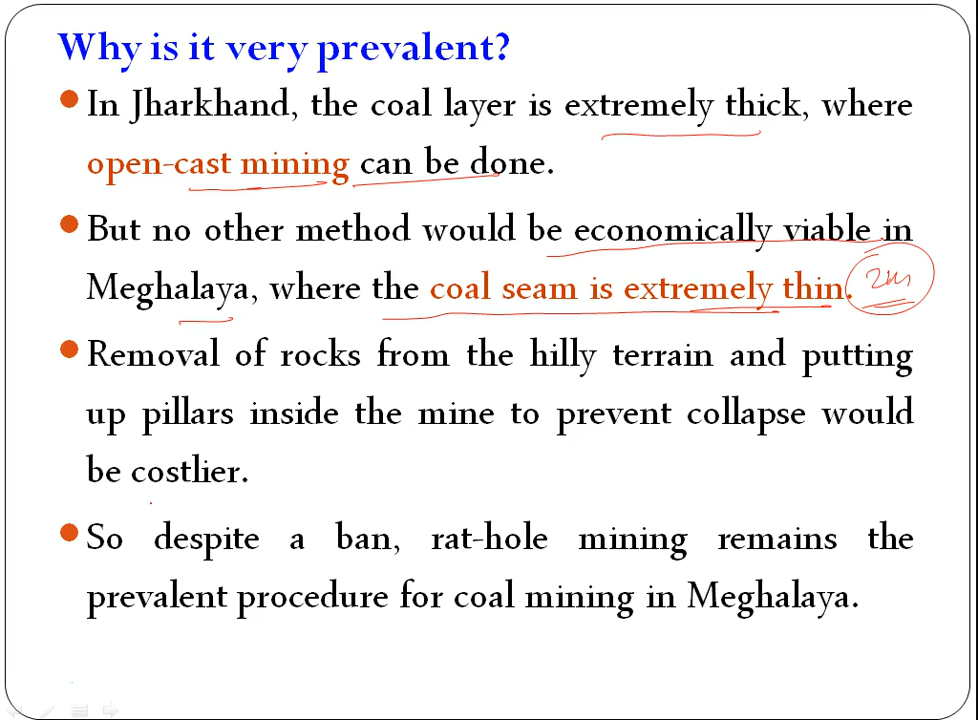 Why is it very prevalent?
In Jharkhand, the coal layer is extremely thick, where
open-cast mining can be done.
But no other method would be economically viable in
Meghalaya, where the coal seam is extremely thin. 2m
Removal of rocks from the hilly terrain and putting
up pillars inside the mine to prevent collapse would
be costlier.
So despite a ban, rat-hole mining remains the
prevalent procedure for coal mining in Meghalaya.